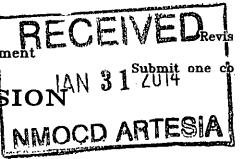 RECEIVED Revis
ment
JAN 31 2014 Submit one co
SION
NMOCD ARTESIA